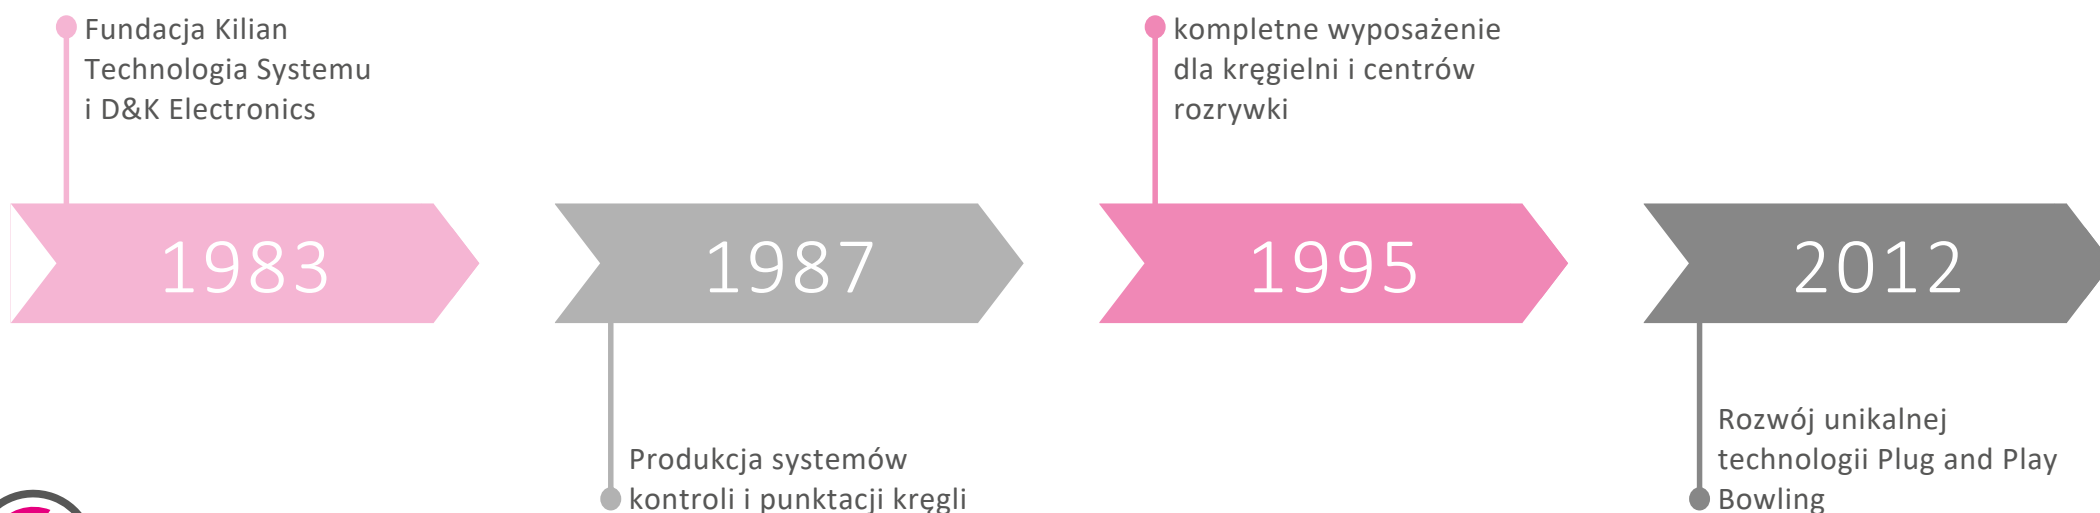 Fundacja Kilian
Technologia Systemu
i D&K Electronics
kompletne wyposażenie
dla kręgielni i centrów
rozrywki
1983
1987
1995
2012
Produkcja systemów
kontroli i punktacji kręgli
Rozwój unikalnej
technologii Plug and Play
Bowling